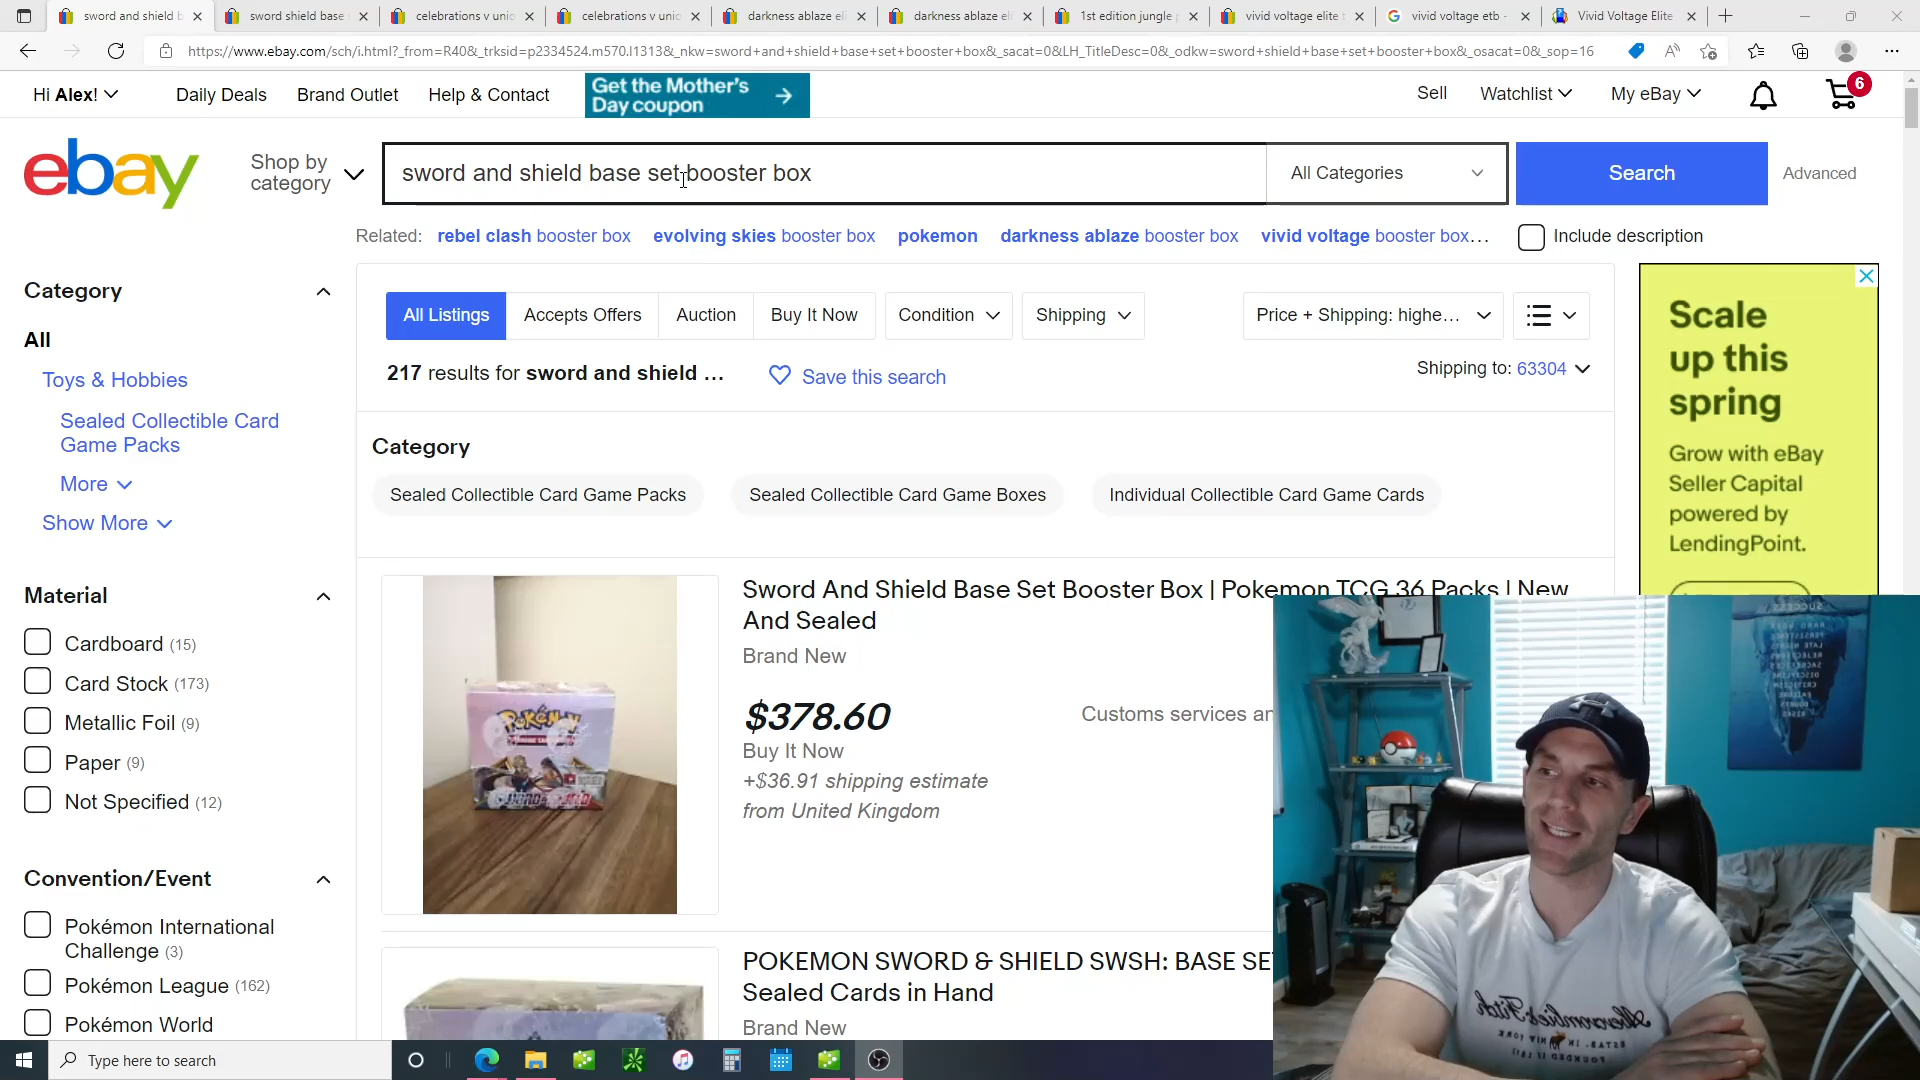 sword and shield b
sword shield base
celebrations v unic
celebrations v unic
darkness ablaze eli
darkness ablaze eli
1st edition jungle p
vivid voltage elite t
vivid voltage etb -
Vivid Voltage Elite
https://www.ebay.com/sch/i.html?_from=R40&_trksid=p2334524.m570.l1313&_nkw=sword+and+shield+base+set+booster+box&_sacat=0&LH_TitleDesc=0&_odkw=sword+shield+base+set+booster+box&_osacat=0&_sop=16
Hi Alex!
Daily Deals
Brand Outlet
Help & Contact
Get the Mother's
Day coupon
Sell
Watchlist
My eBay
6
ebay
Shop by
category
sword and shield base set booster box
All Categories
Search
Advanced
Related: rebel clash booster box evolving skies booster box pokemon darkness ablaze booster box vivid voltage booster box...
Include description
Category
All
Toys & Hobbies
Sealed Collectible Card
Game Packs
More
Show More
Material
Cardboard (15)
Card Stock (173)
Metallic Foil (9)
Paper (9)
Not Specified (12)
Convention/Event
Pokémon International
Challenge (3)
Pokémon League (162)
Pokémon World
All Listings
Accepts Offers
Auction
Buy It Now
Condition
Shipping
Price + Shipping: highe...
217 results for sword and shield ...
Save this search
Shipping to: 63304
Category
Sealed Collectible Card Game Packs
Sealed Collectible Card Game Boxes
Individual Collectible Card Game Cards
Sword And Shield Base Set Booster Box | Pokemon TCG 36 Packs | New
And Sealed
Brand New
$378.60
Buy It Now
+$36.91 shipping estimate
from United Kingdom
Customs services an
POKÉMON
POKEMON SWORD & SHIELD SWSH: BASE SE
Sealed Cards in Hand
Brand New
Scale
up this
spring
Grow with eBay
Seller Capital
powered by
LendingPoint.
SUCCESS
Abercrombie & Fitch
NEW YORK
Type here to search